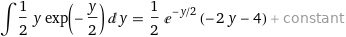 ∫ 1/2 y exp(-y/2) dy = 1/2 e^(-y/2) (-2 y - 4) + constant